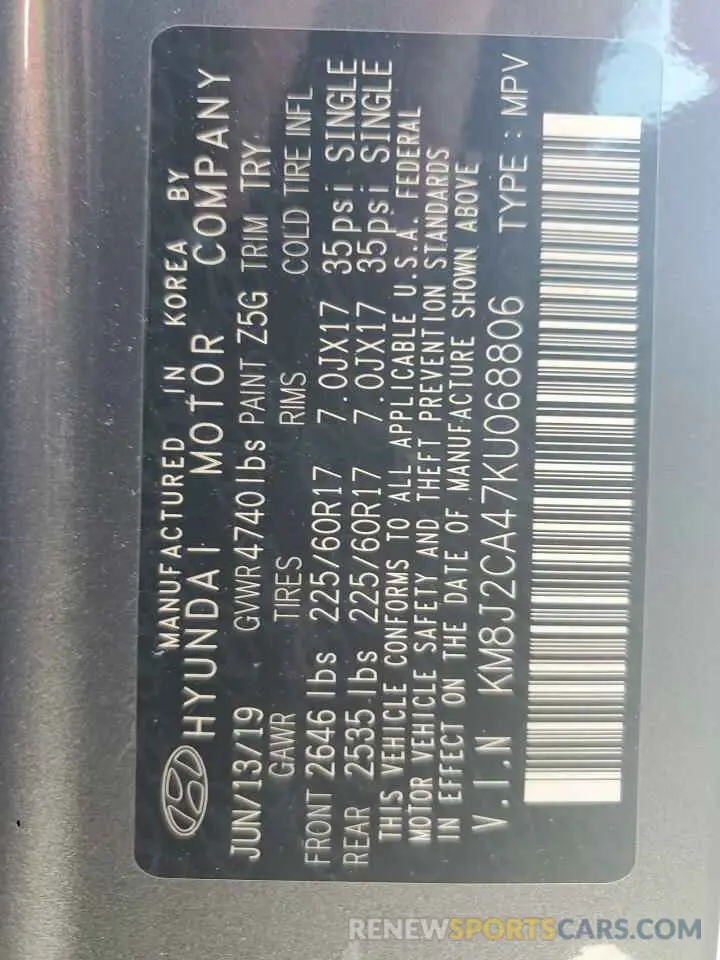 MANUFACTURED IN KOREA BY
HYUNDAI MOTOR COMPANY
JUN/13/19 GVWR4740lbs PAINT Z5G TRIM TRY
GAWR TIRES RIMS COLD TIRE INFL
FRONT 2646 lbs 225/60R17 7.0JX17 35psi SINGLE
REAR 2535 lbs 225/60R17 7.0JX17 35psi SINGLE
THIS VEHICLE CONFORMS TO ALL APPLICABLE U.S.A. FEDERAL
MOTOR VEHICLE SAFETY AND THEFT PREVENTION STANDARDS
IN EFFECT ON THE DATE OF MANUFACTURE SHOWN ABOVE
V.I.N KM8J2CA47KU068806 TYPE : MPV
RENEWSPORTSCARS.COM